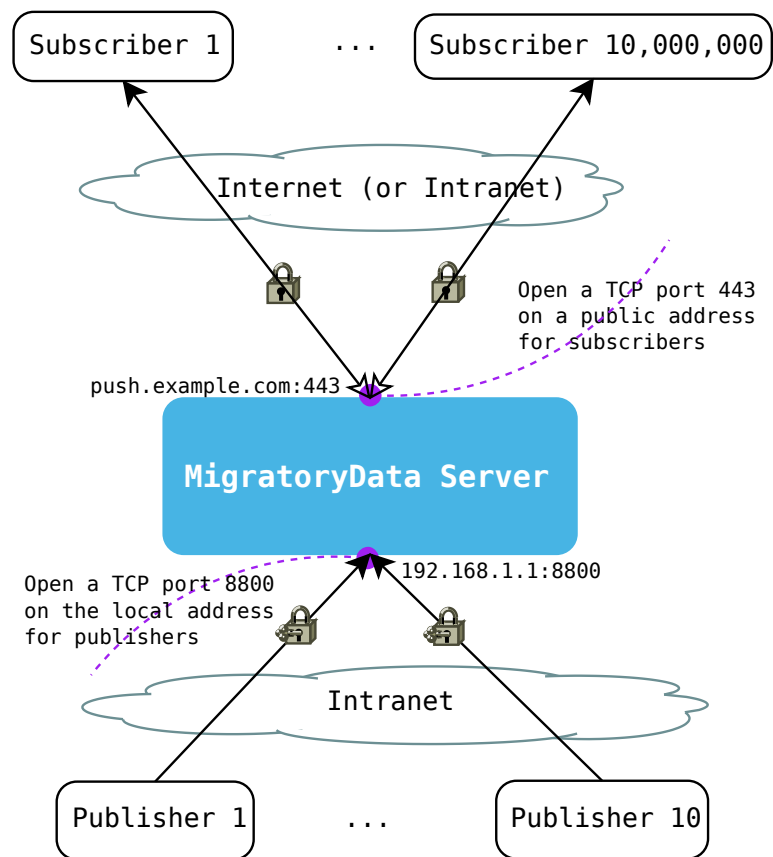 Subscriber 1
...
Subscriber 10,000,000
Internet (or Intranet)
Open a TCP port 443
on a public address
for subscribers
push.example.com:443
MigratoryData Server
192.168.1.1:8800
Open a TCP port 8800
on the local address
for publishers
Intranet
Publisher 1
...
Publisher 10